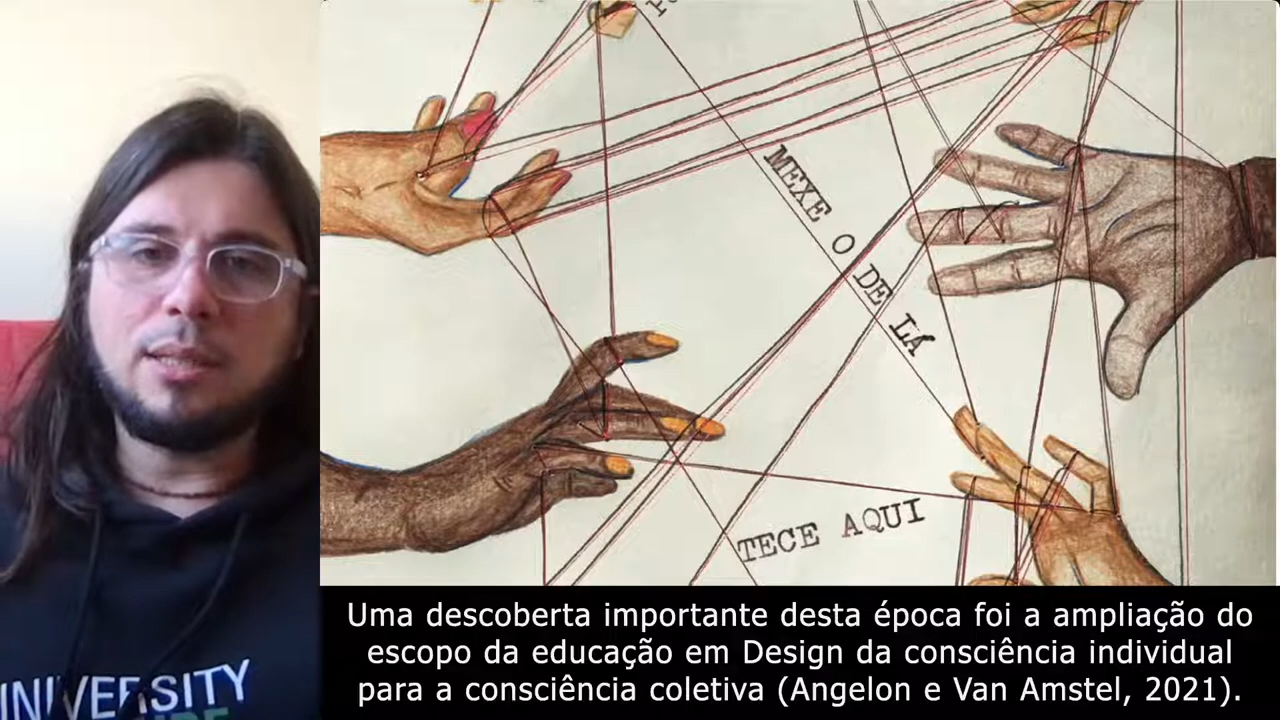 MEXE O DE LÁ
TECE AQUI
UNIVERSITY
Uma descoberta importante desta época foi a ampliação do
escopo da educação em Design da consciência individual
para a consciência coletiva (Angelon e Van Amstel, 2021).